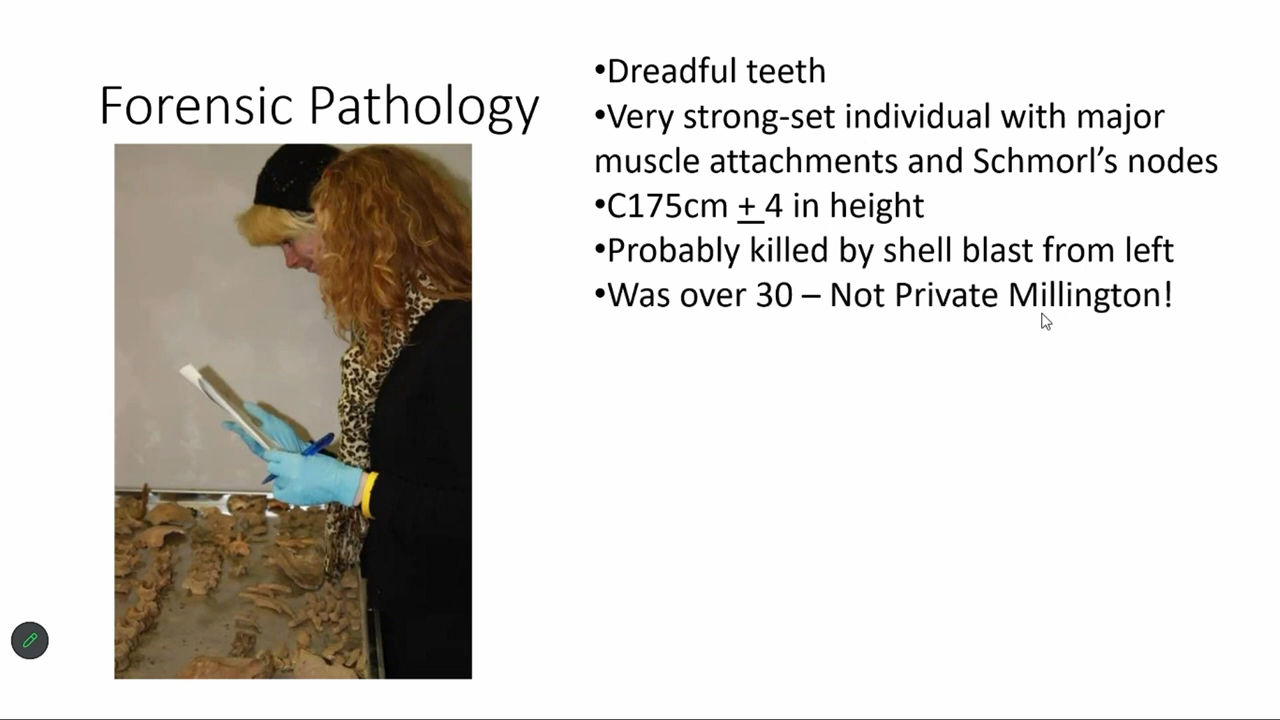 Forensic Pathology
•Dreadful teeth
•Very strong-set individual with major
muscle attachments and Schmorl’s nodes
•C175cm + 4 in height
•Probably killed by shell blast from left
•Was over 30 – Not Private Millington!